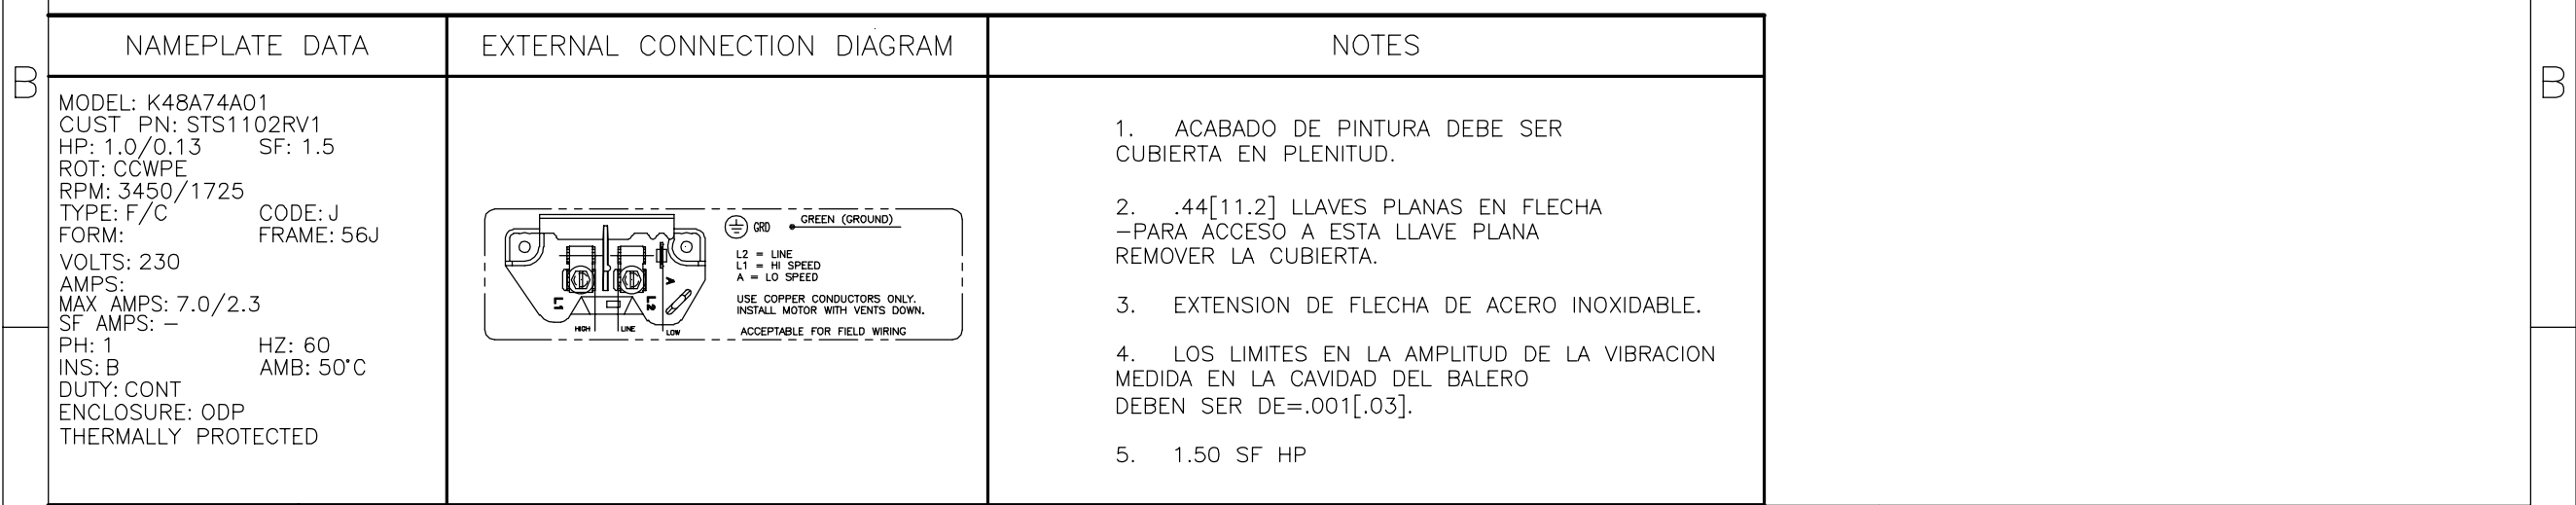 B
B
NAMEPLATE DATA
MODEL: K48A74A01
CUST PN: STS1102RV1
HP: 1.0/0.13 SF: 1.5
ROT: CCWPE
RPM: 3450/1725
TYPE: F/C CODE: J
FORM: FRAME: 56J
VOLTS: 230
AMPS:
MAX AMPS: 7.0/2.3
SF AMPS: –
PH: 1 HZ: 60
INS: B AMB: 50°C
DUTY: CONT
ENCLOSURE: ODP
THERMALLY PROTECTED
EXTERNAL CONNECTION DIAGRAM
GRD
GREEN (GROUND)
L2 = LINE
L1 = HI SPEED
A = LO SPEED
USE COPPER CONDUCTORS ONLY.
INSTALL MOTOR WITH VENTS DOWN.
ACCEPTABLE FOR FIELD WIRING
L1
L2
A
HIGH
LINE
LOW
NOTES
1. ACABADO DE PINTURA DEBE SER
CUBIERTA EN PLENITUD.
2. .44[11.2] LLAVES PLANAS EN FLECHA
–PARA ACCESO A ESTA LLAVE PLANA
REMOVER LA CUBIERTA.
3. EXTENSION DE FLECHA DE ACERO INOXIDABLE.
4. LOS LIMITES EN LA AMPLITUD DE LA VIBRACION
MEDIDA EN LA CAVIDAD DEL BALERO
DEBEN SER DE=.001[.03].
5. 1.50 SF HP